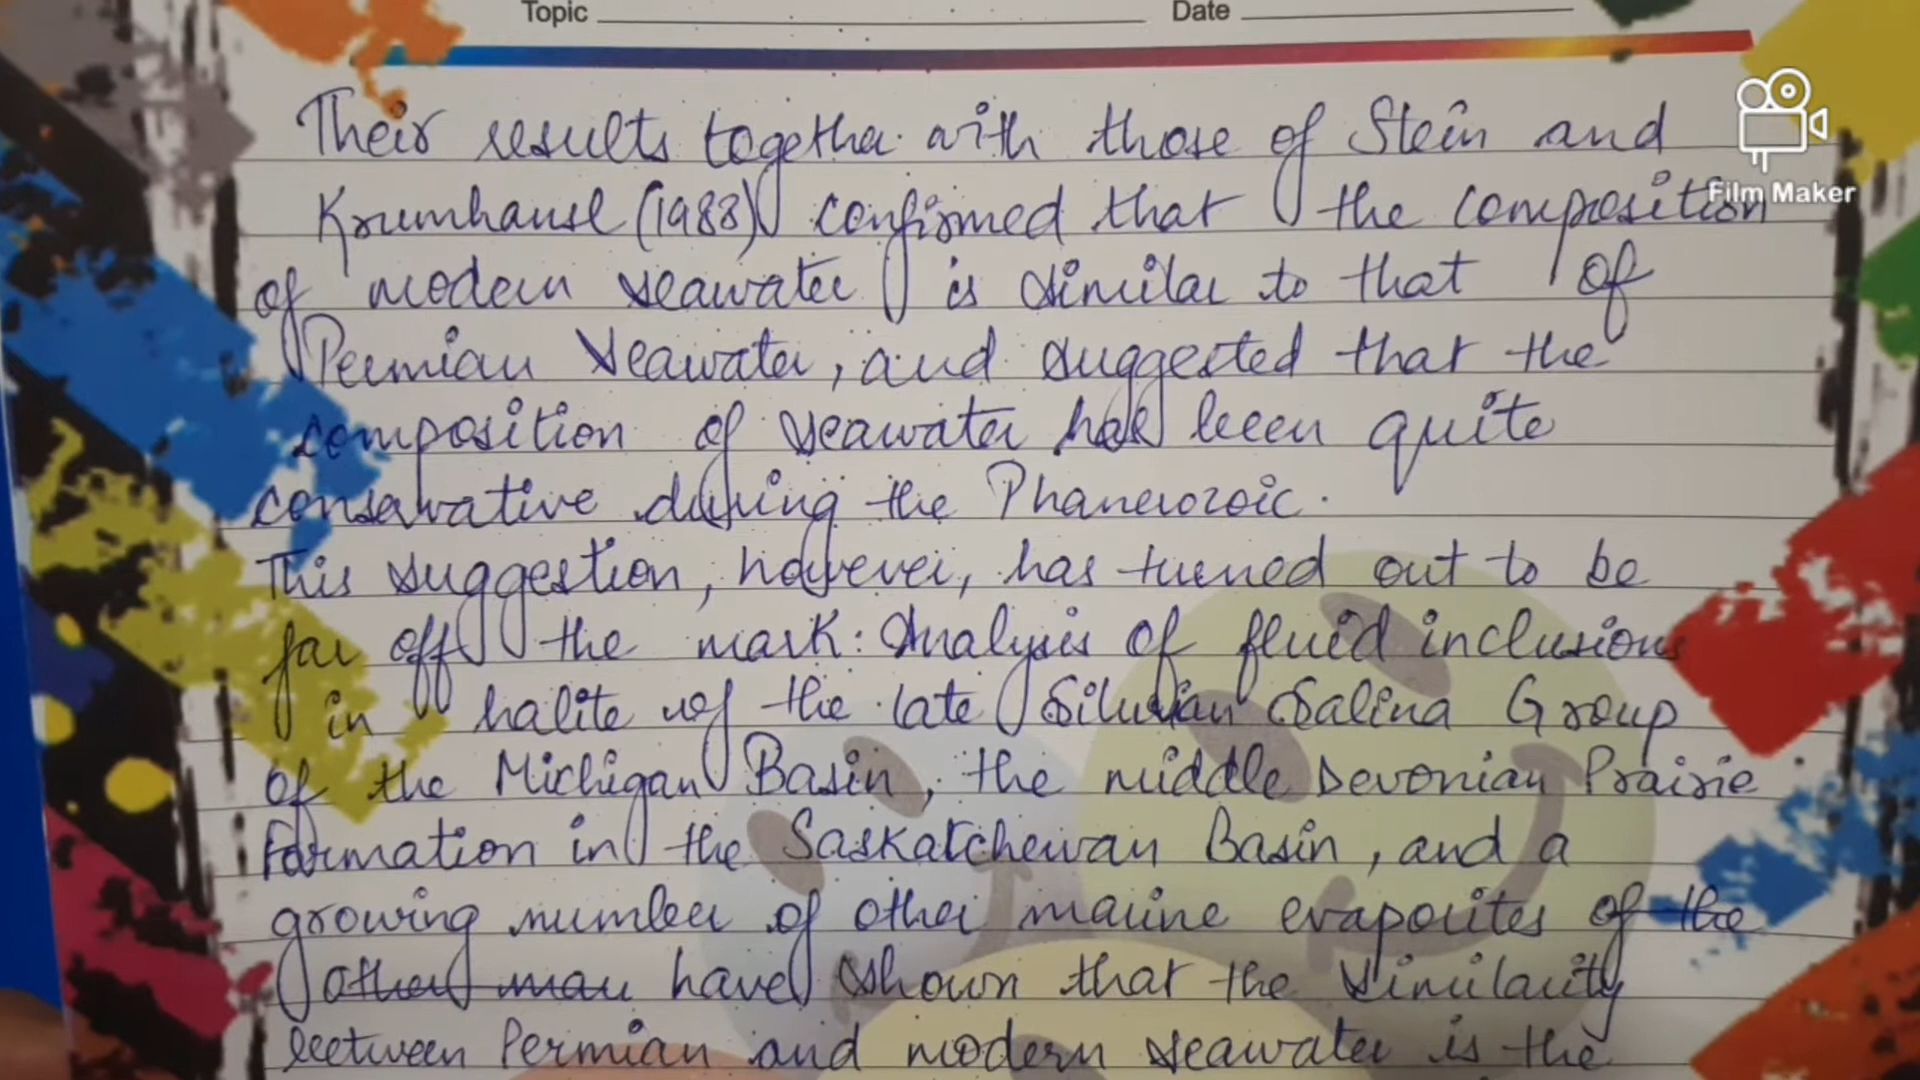 Topic Date
Film Maker
Their results together with those of Stein and
Krumhansl (1988) confirmed that the composition
of modern seawater is similar to that of
Permian Seawater, and suggested that the
composition of seawater has been quite
conservative during the Phanerozoic.
This suggestion, however, has turned out to be
far off the mark: Analysis of fluid inclusions
in halite of the late Silurian Salina Group
of the Michigan Basin, the middle Devonian Prairie
Formation in the Saskatchewan Basin, and a
growing number of other marine evaporites of the
other mar have shown that the similarity
between Permian and modern seawater is the